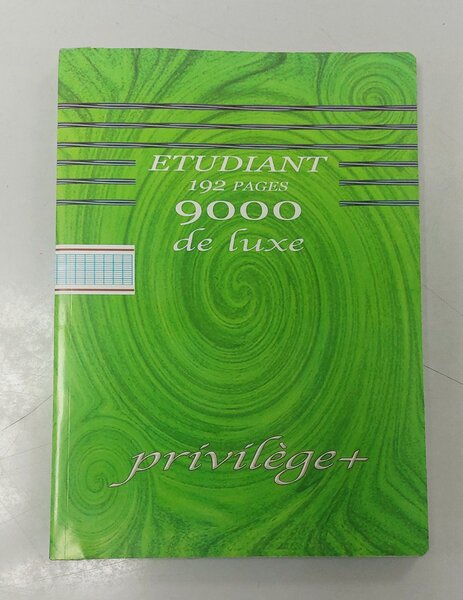 ETUDIANT
192 PAGES
9000
de luxe
privilège+